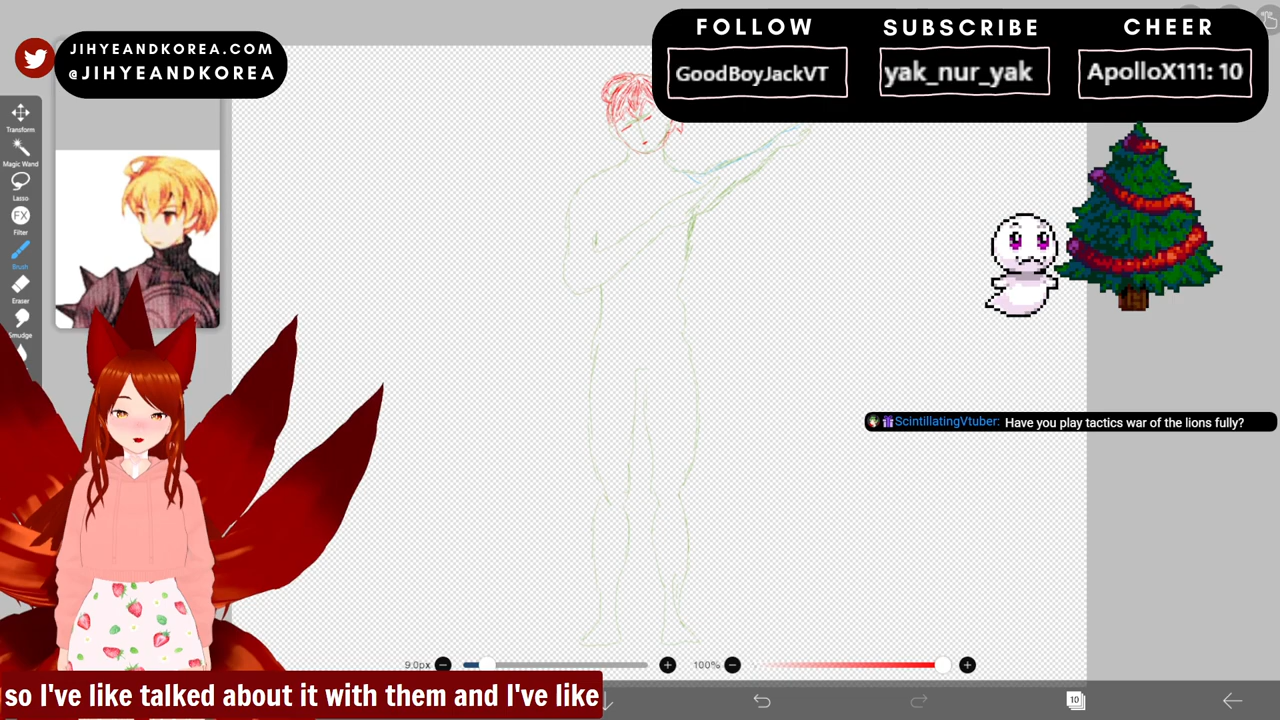 JIHYEANDKOREA.COM
@JIHYEANDKOREA
FOLLOW
GoodBoyJackVT
SUBSCRIBE
yak_nur_yak
CHEER
ApolloX111: 10
Transform
Magic Wand
Lasso
FX
Filter
Brush
Eraser
Smudge
ScintillatingVtuber: Have you play tactics war of the lions fully?
9.0px
100%
so I've like talked about it with them and I've like
10